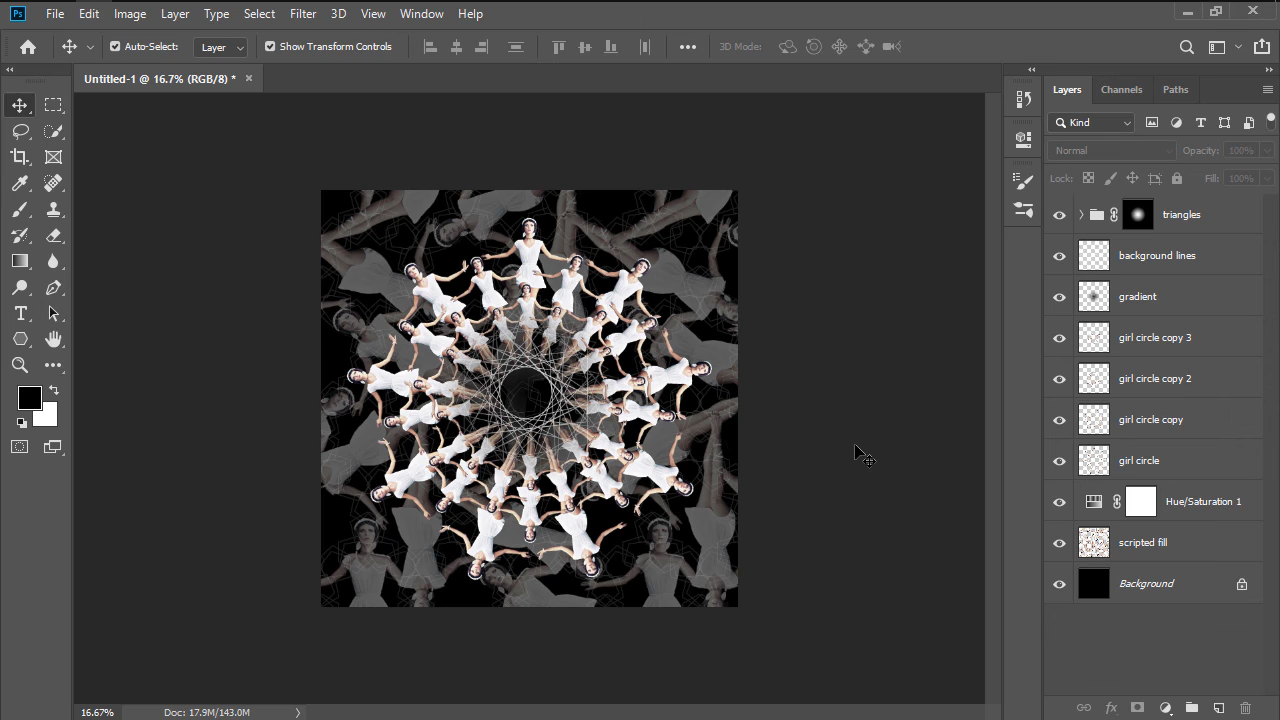 Ps File Edit Image Layer Type Select Filter 3D View Window Help
Auto-Select: Layer Show Transform Controls 3D Mode:
Untitled-1 @ 16.7% (RGB/8) *
Layers Channels Paths
Kind
Normal Opacity: 100%
Lock: Fill: 100%
triangles
background lines
gradient
girl circle copy 3
girl circle copy 2
girl circle copy
girl circle
Hue/Saturation 1
scripted fill
Background
16.67% Doc: 17.9M/143.0M